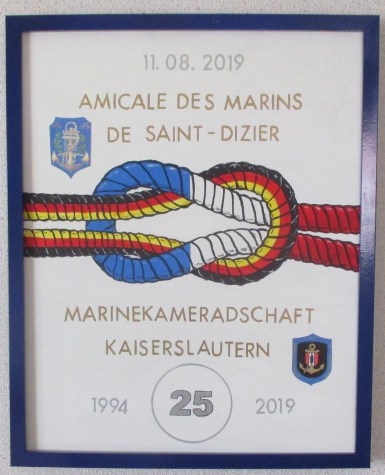 11.08.2019
AMICALE DES MARINS
DE SAINT-DIZIER
MARINEKAMERADSCHAFT
KAISERSLAUTERN
1994 25 2019